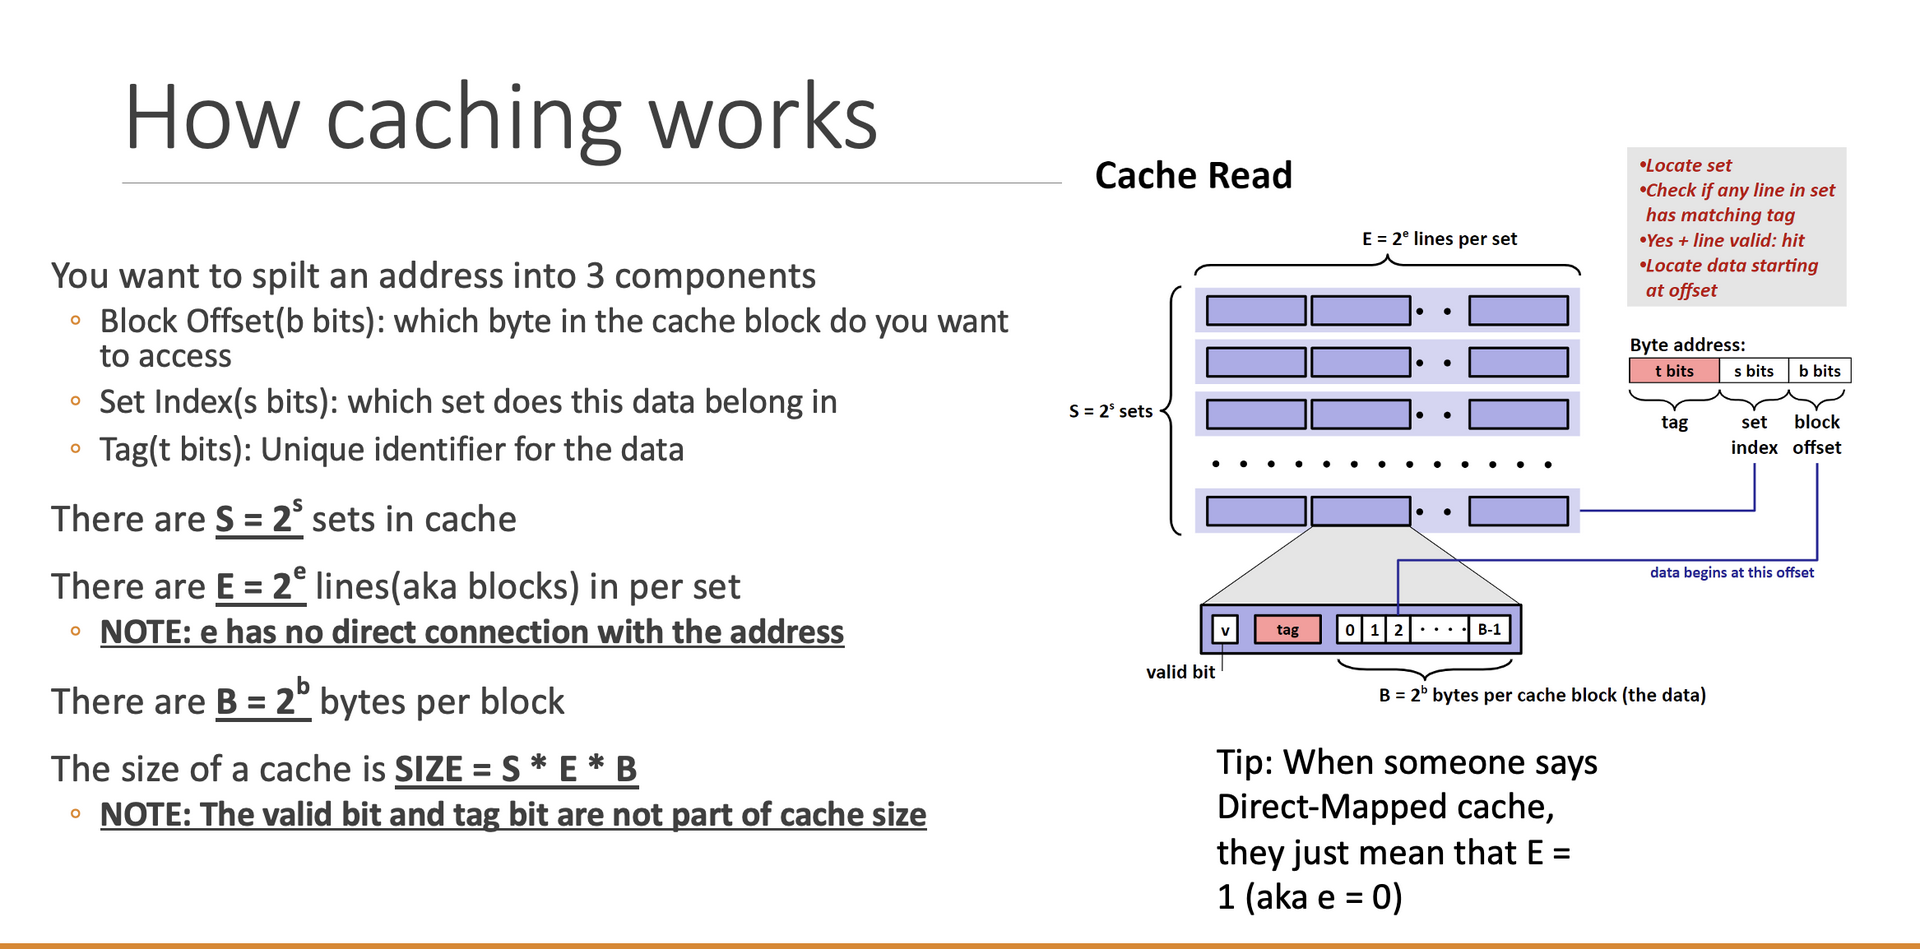 How caching works
You want to spilt an address into 3 components
◦ Block Offset(b bits): which byte in the cache block do you want
to access
◦ Set Index(s bits): which set does this data belong in
◦ Tag(t bits): Unique identifier for the data
There are S = 2^s sets in cache
There are E = 2^e lines(aka blocks) in per set
◦ NOTE: e has no direct connection with the address
There are B = 2^b bytes per block
The size of a cache is SIZE = S * E * B
◦ NOTE: The valid bit and tag bit are not part of cache size
Cache Read
•Locate set
•Check if any line in set
has matching tag
•Yes + line valid: hit
•Locate data starting
at offset
E = 2^e lines per set
S = 2^s sets
Byte address:
t bits s bits b bits
tag set block
index offset
data begins at this offset
v tag 0 1 2 • • • • B-1
valid bit
B = 2^b bytes per cache block (the data)
Tip: When someone says
Direct-Mapped cache,
they just mean that E =
1 (aka e = 0)